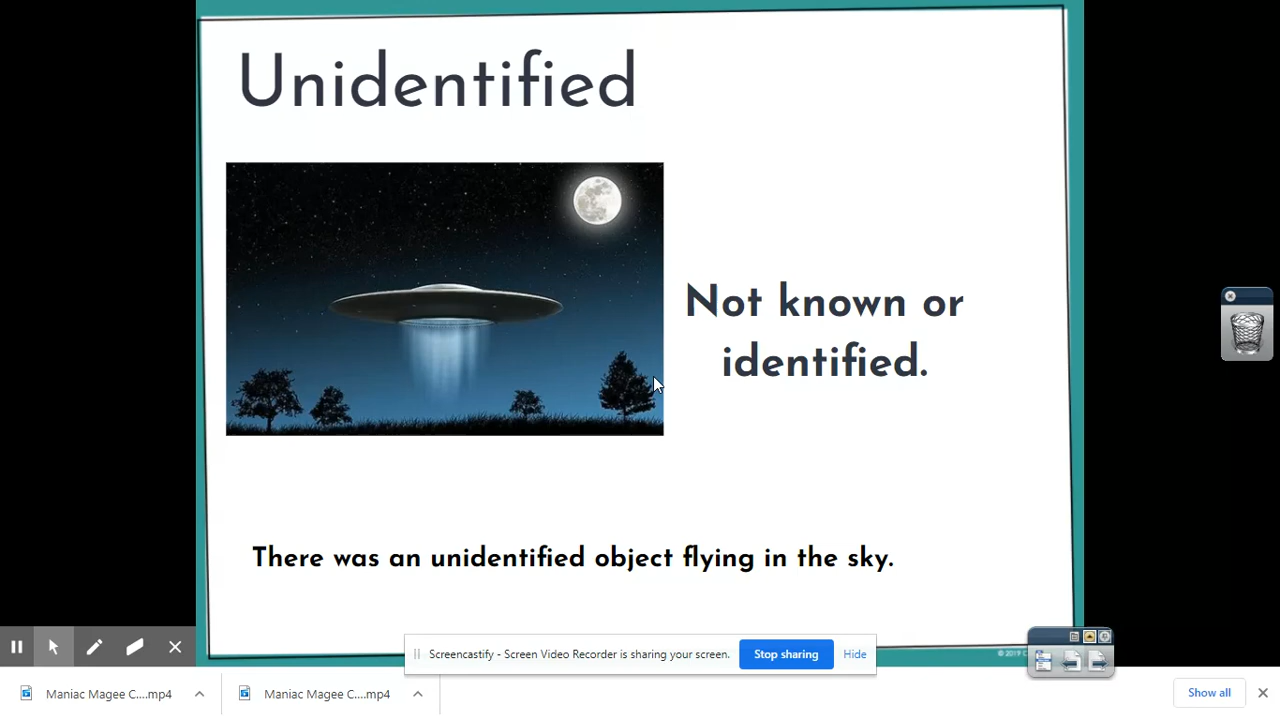 Unidentified
Not known or
identified.
There was an unidentified object flying in the sky.
Screencastify - Screen Video Recorder is sharing your screen.
Stop sharing
Hide
© 2019
Maniac Magee C....mp4
Maniac Magee C....mp4
Show all